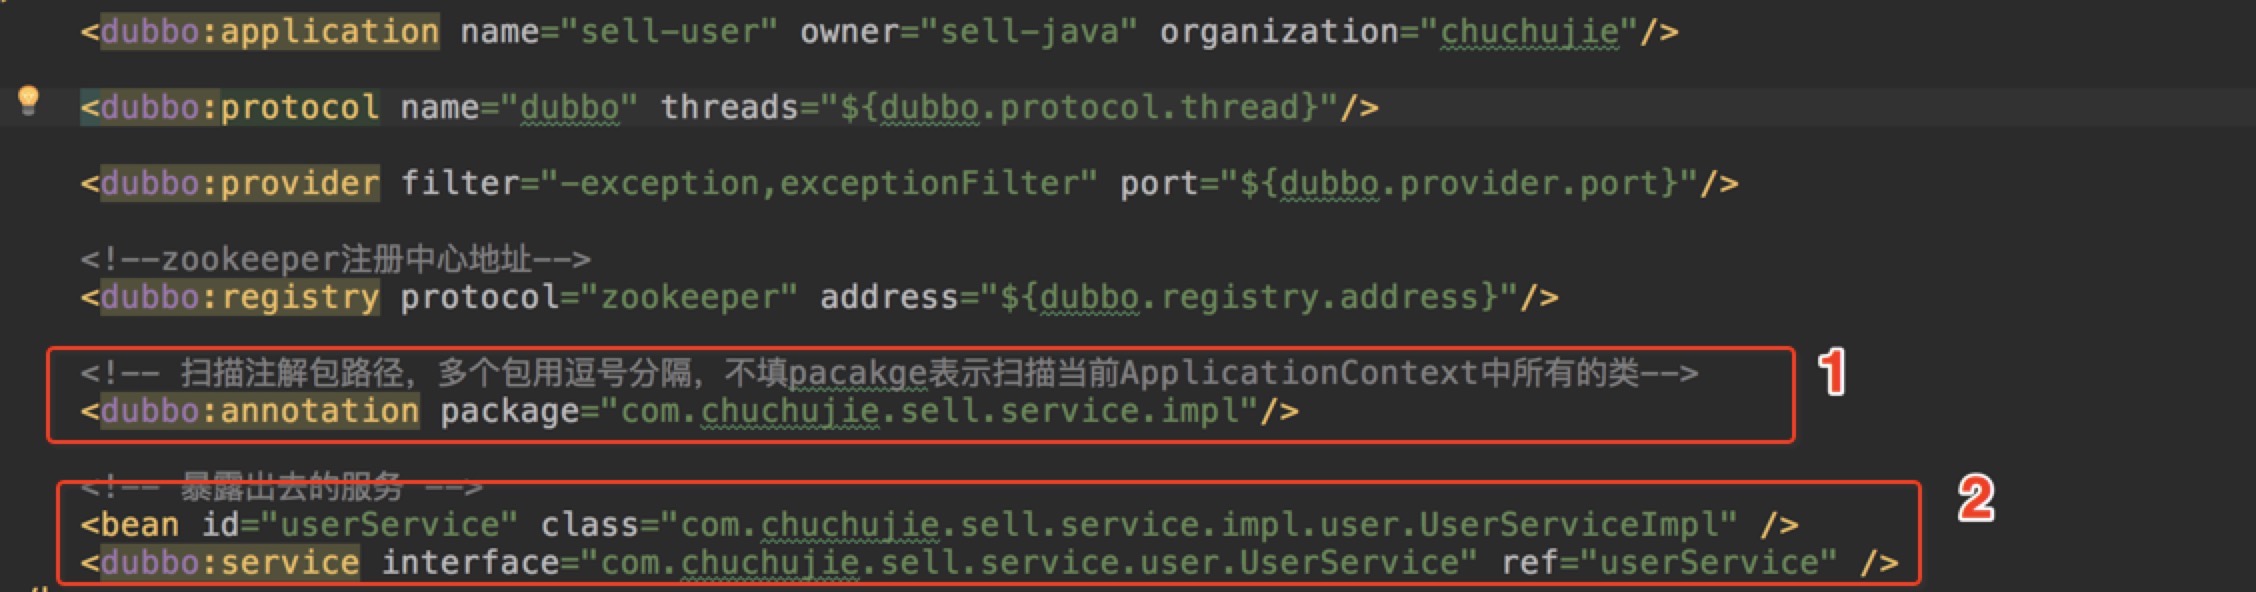 <dubbo:application name="sell-user" owner="sell-java" organization="chuchujie"/>
<dubbo:protocol name="dubbo" threads="${dubbo.protocol.thread}"/>
<dubbo:provider filter="-exception,exceptionFilter" port="${dubbo.provider.port}"/>
<!--zookeeper注册中心地址-->
<dubbo:registry protocol="zookeeper" address="${dubbo.registry.address}"/>
<!-- 扫描注解包路径，多个包用逗号分隔，不填pacakge表示扫描当前ApplicationContext中所有的类-->
1
<dubbo:annotation package="com.chuchujie.sell.service.impl"/>
<!-- 暴露出去的服务 -->
2
<bean id="userService" class="com.chuchujie.sell.service.impl.user.UserServiceImpl" />
<dubbo:service interface="com.chuchujie.sell.service.user.UserService" ref="userService" />